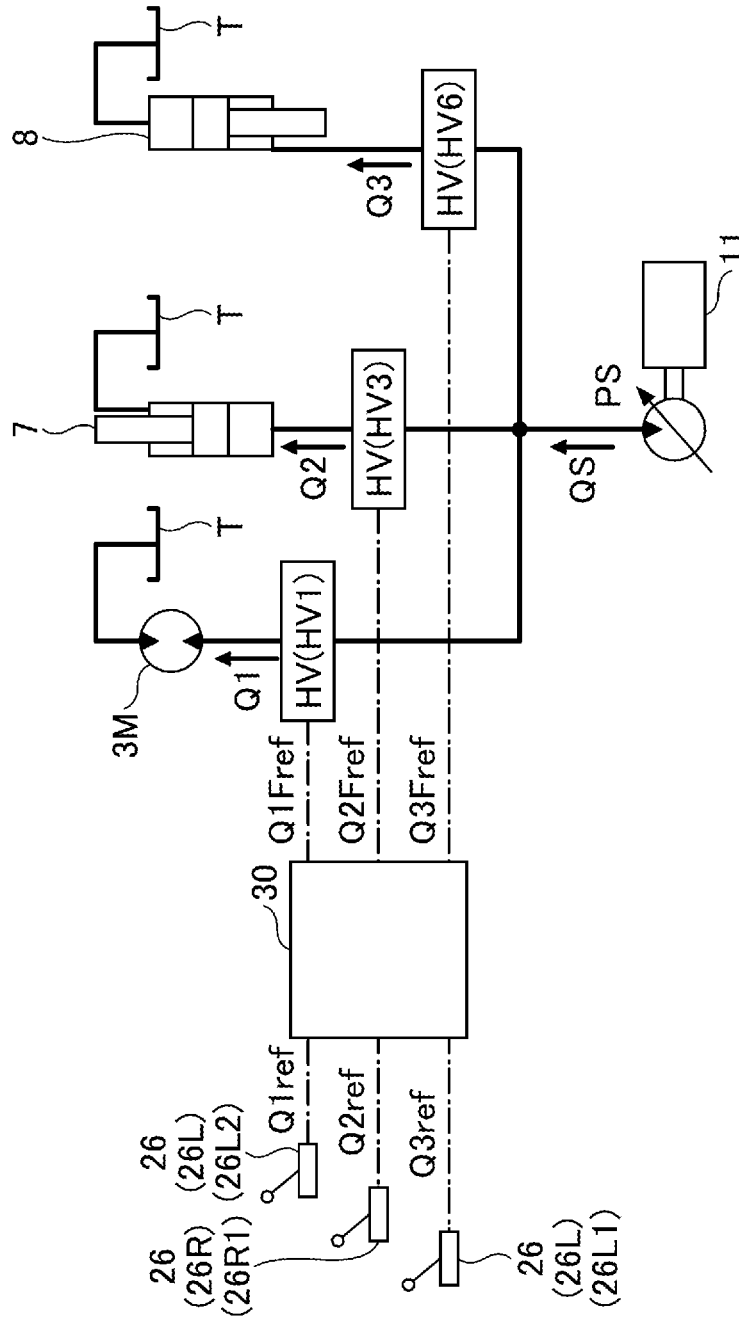 3M
7
8
T
T
T
Q1
Q2
Q3
HV(HV1)
HV(HV3)
HV(HV6)
QS
PS
11
30
Q1Fref
Q2Fref
Q3Fref
Q1ref
Q2ref
Q3ref
26
(26L)
(26L2)
26
(26R)
(26R1)
26
(26L)
(26L1)